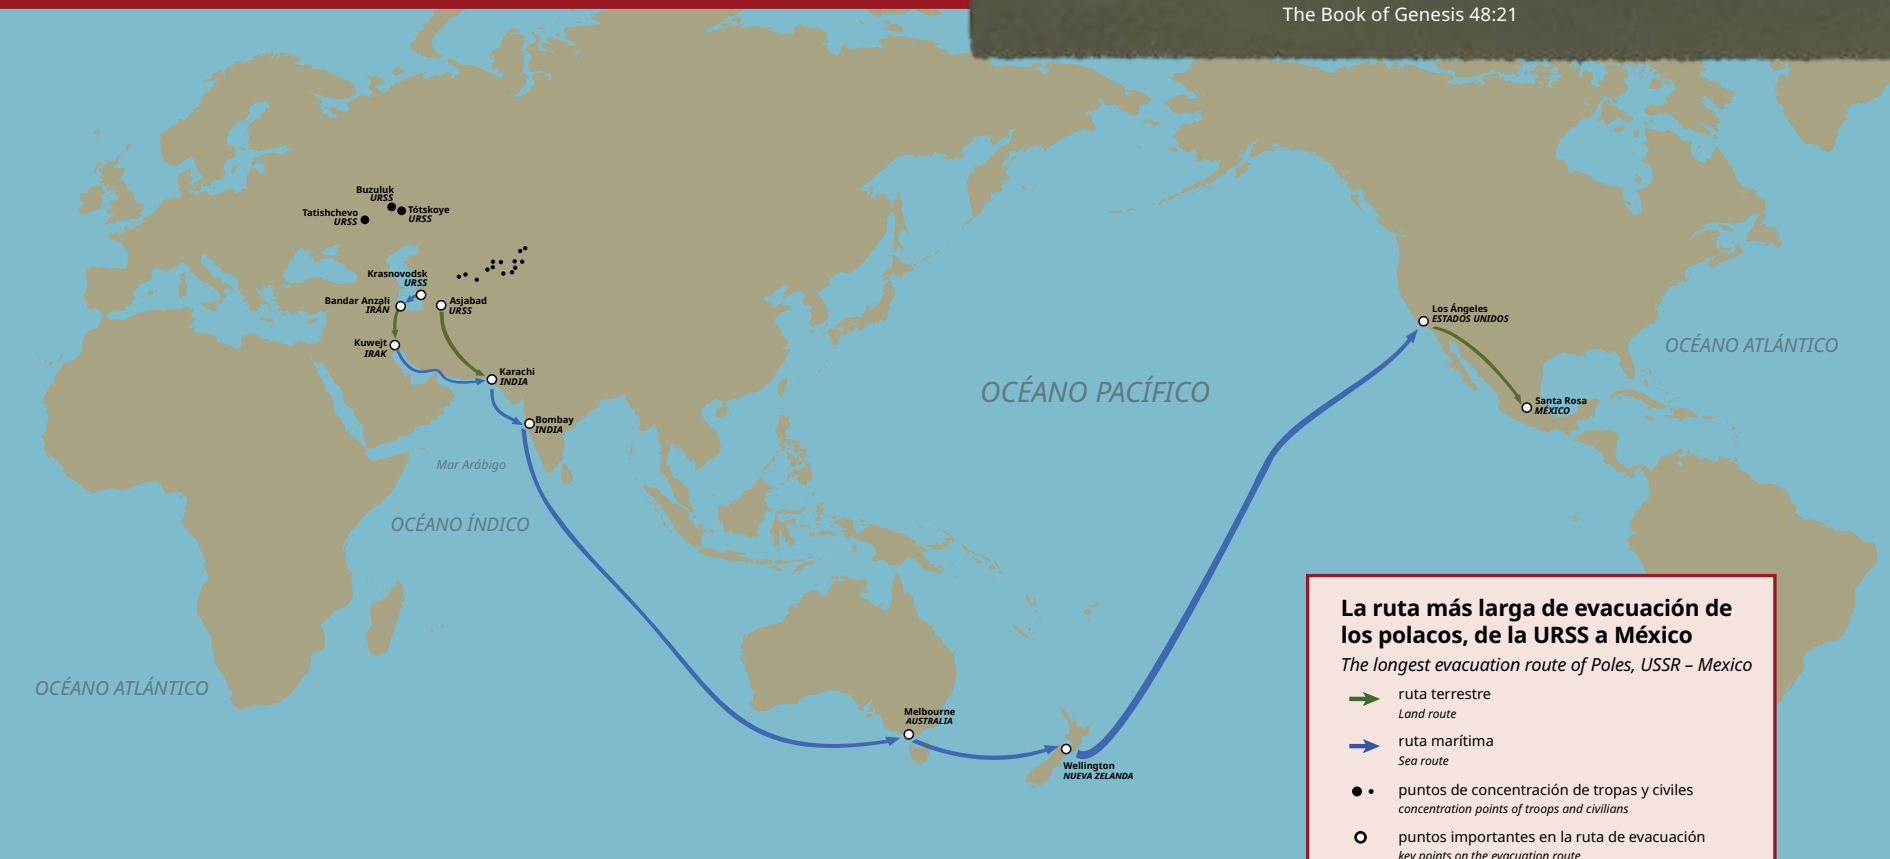 The Book of Genesis 48:21
Buzuluk
URSS
Tatishchevo
URSS
Tótskoye
URSS
Krasnovodsk
URSS
Bandar Anzali
IRÁN
Asjabad
URSS
Kuwejt
IRAK
Karachi
INDIA
Bombay
INDIA
Mar Arábigo
OCÉANO ÍNDICO
OCÉANO ATLÁNTICO
OCÉANO PACÍFICO
Los Ángeles
ESTADOS UNIDOS
OCÉANO ATLÁNTICO
Santa Rosa
MÉXICO
Melbourne
AUSTRALIA
Wellington
NUEVA ZELANDA
La ruta más larga de evacuación de
los polacos, de la URSS a México
The longest evacuation route of Poles, USSR – Mexico
ruta terrestre
Land route
ruta marítima
Sea route
puntos de concentración de tropas y civiles
concentration points of troops and civilians
puntos importantes en la ruta de evacuación
key points on the evacuation route